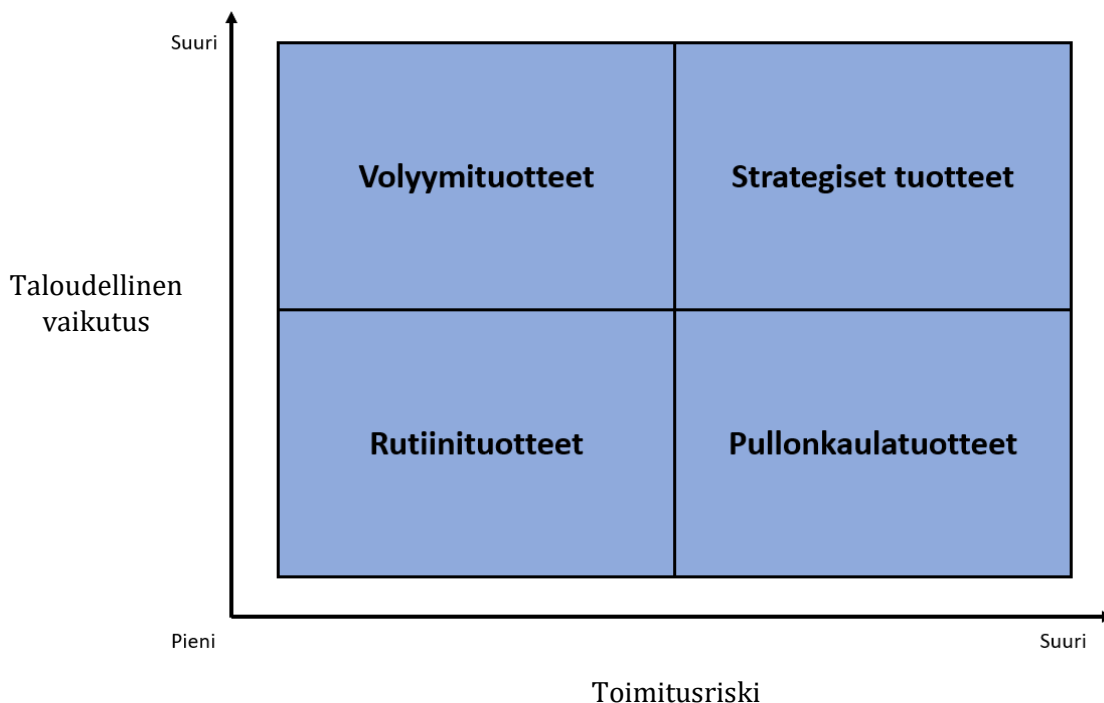 Suuri
Volyymituotteet
Strategiset tuotteet
Taloudellinen
vaikutus
Rutiinituotteet
Pullonkaulatuotteet
Pieni
Suuri
Toimitusriski